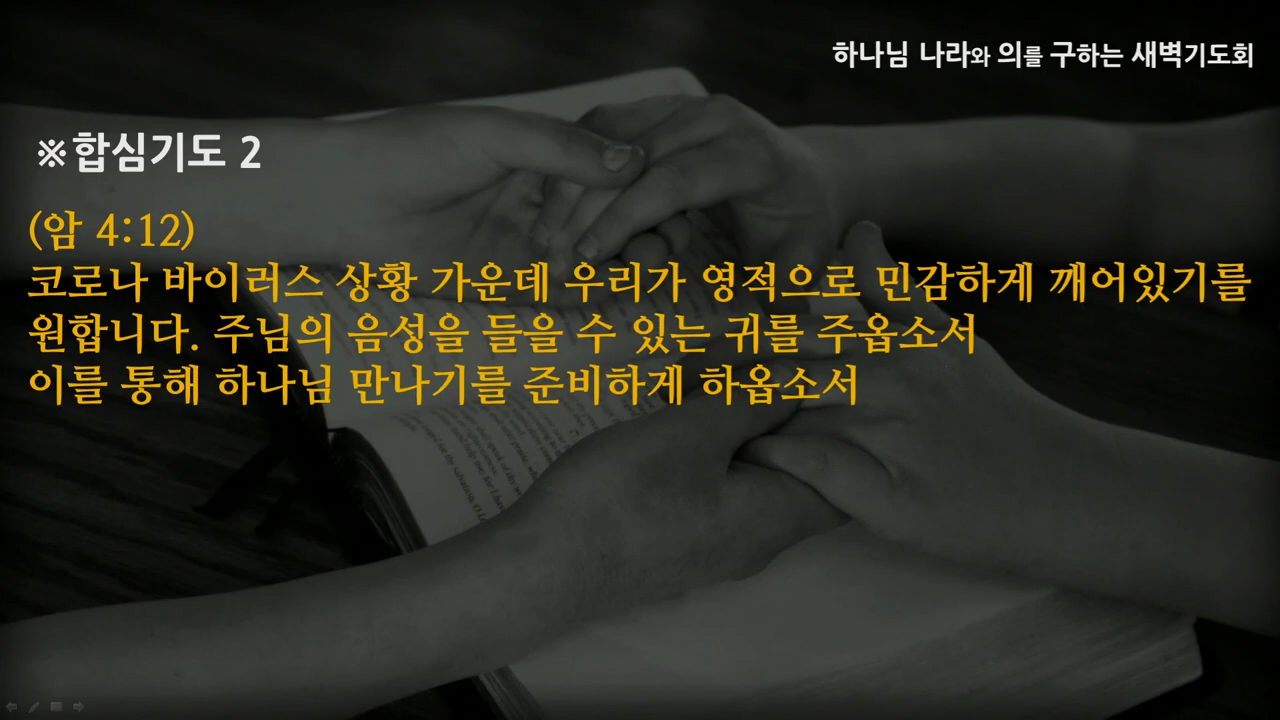 하나님 나라와 의를 구하는 새벽기도회
※합심기도 2
(암 4:12)
코로나 바이러스 상황 가운데 우리가 영적으로 민감하게 깨어있기를
원합니다. 주님의 음성을 들을 수 있는 귀를 주옵소서
이를 통해 하나님 만나기를 준비하게 하옵소서